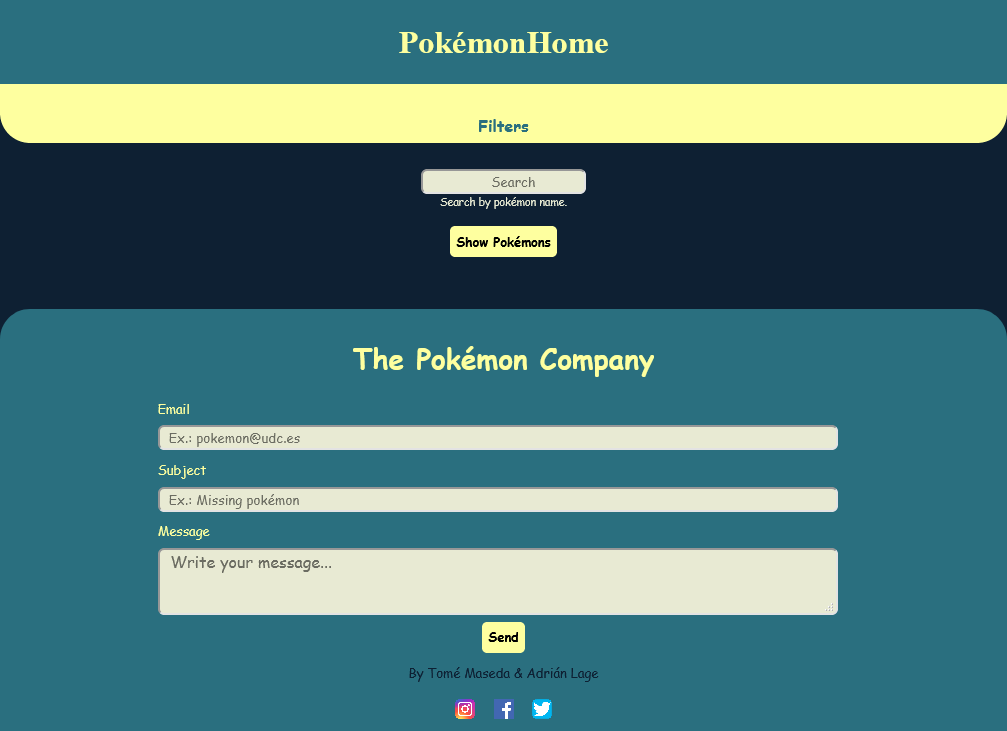 PokémonHome
Filters
Search
Search by pokémon name.
Show Pokémons
The Pokémon Company
Email
Ex.: pokemon@udc.es
Subject
Ex.: Missing pokémon
Message
Write your message...
Send
By Tomé Maseda & Adrián Lage